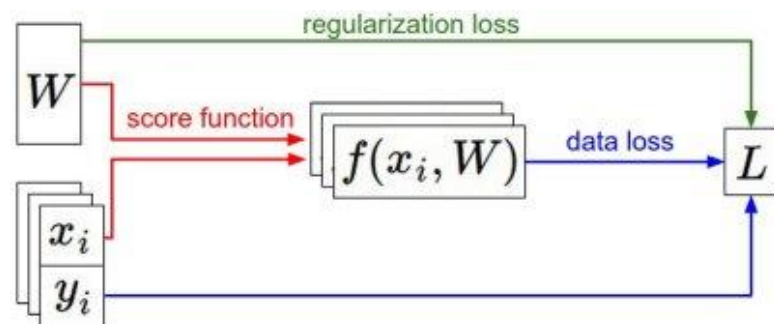 regularization loss
W
score function
f(x_i, W)
data loss
L
x_i
y_i